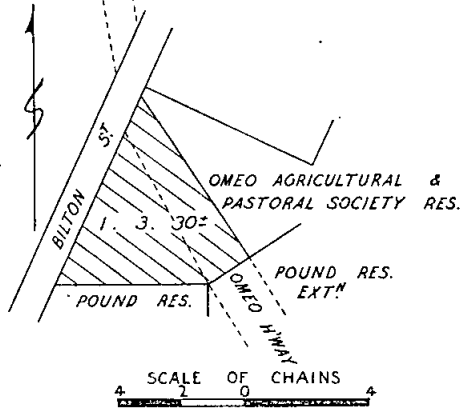 BILTON ST.
1. 3. 30±
OMEO AGRICULTURAL &
PASTORAL SOCIETY RES.
POUND RES.
EXTN
POUND RES.
OMEO H'WAY
SCALE OF CHAINS
4 2 0 4